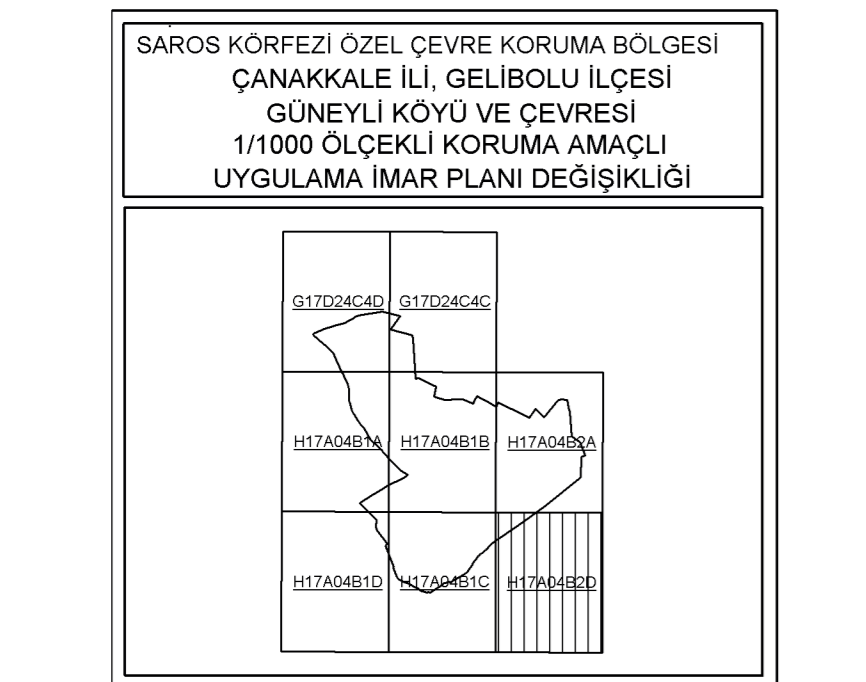 SAROS KÖRFEZİ ÖZEL ÇEVRE KORUMA BÖLGESİ
ÇANAKKALE İLİ, GELİBOLU İLÇESİ
GÜNEYLİ KÖYÜ VE ÇEVRESİ
1/1000 ÖLÇEKLİ KORUMA AMAÇLI
UYGULAMA İMAR PLANI DEĞİŞİKLİĞİ
G17D24C4D G17D24C4C
H17A04B1A H17A04B1B H17A04B2A
H17A04B1D H17A04B1C H17A04B2D